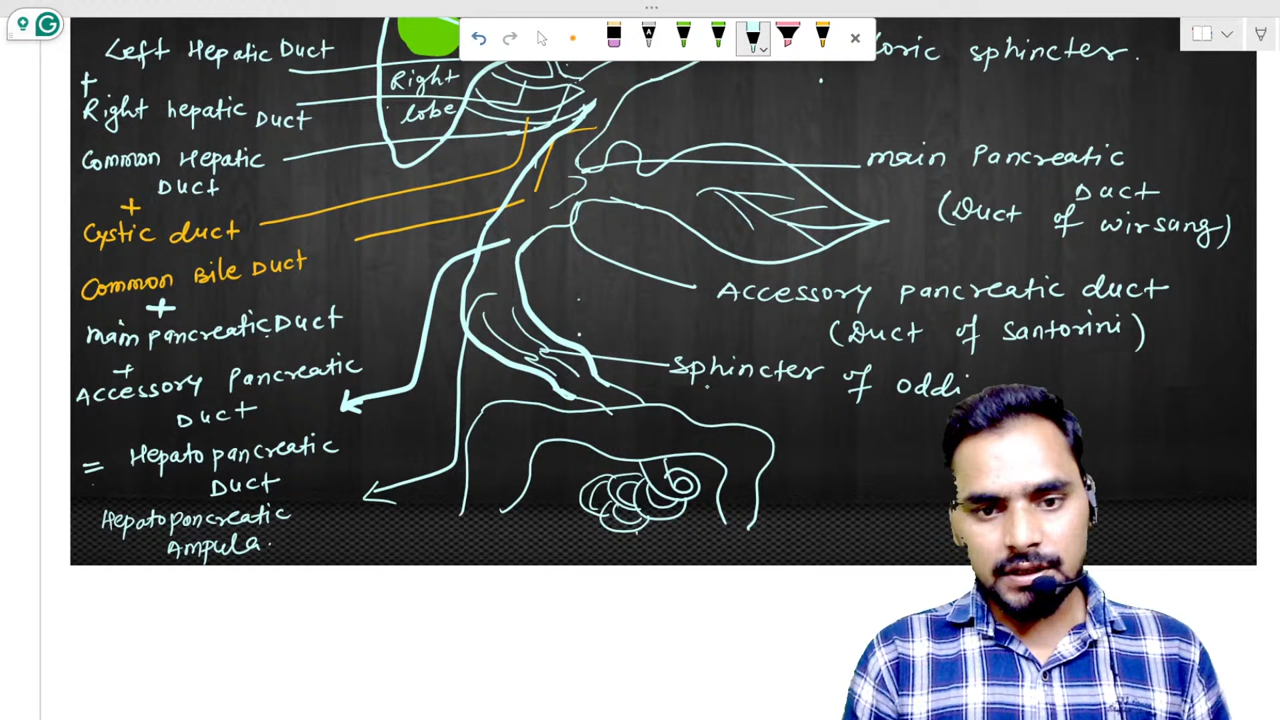 Left Hepatic Duct
+
Right hepatic Duct
Common Hepatic
Duct
+
Cystic duct
Common Bile Duct
+
main pancreatic Duct
+
Accessory Pancreatic
Duct
= Hepato pancreatic
Duct
Hepatopancreatic
Ampula.
Right
lobe
loric sphincter.
main Pancreatic
Duct
(Duct of wirsang)
Accessory pancreatic duct
(Duct of Santorini)
Sphincter of oddi